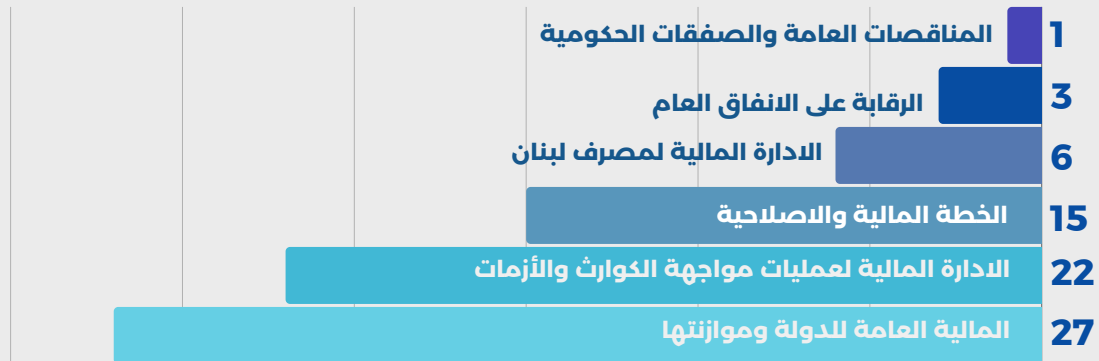 1 المناقصات العامة والصفقات الحكومية
3 الرقابة على الانفاق العام
6 الادارة المالية لمصرف لبنان
15 الخطة المالية والاصلاحية
22 الادارة المالية لعمليات مواجهة الكوارث والأزمات
27 المالية العامة للدولة وموازنتها